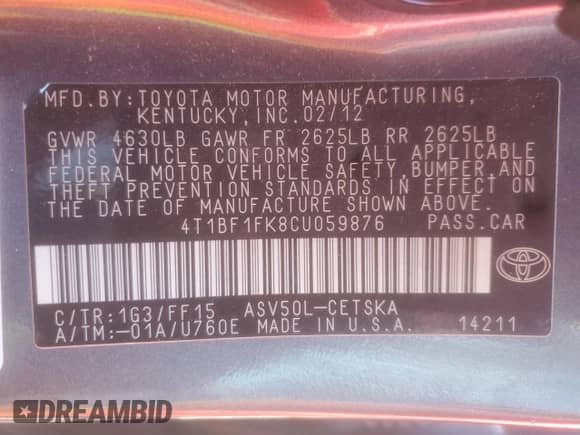 MFD.BY:TOYOTA MOTOR MANUFACTURING,
KENTUCKY,INC.02/12
GVWR 4630LB GAWR FR 2625LB RR 2625LB
THIS VEHICLE CONFORMS TO ALL APPLICABLE
FEDERAL MOTOR VEHICLE SAFETY,BUMPER,AND
THEFT PREVENTION STANDARDS IN EFFECT ON
THE DATE OF MANUFACTURE SHOWN ABOVE.
4T1BF1FK8CU059876 PASS.CAR
C/TR:1G3/FF15 ASV50L-CETSKA
A/TM:-01A/U760E MADE IN U.S.A. 14211
TOYOTA
DREAMBID